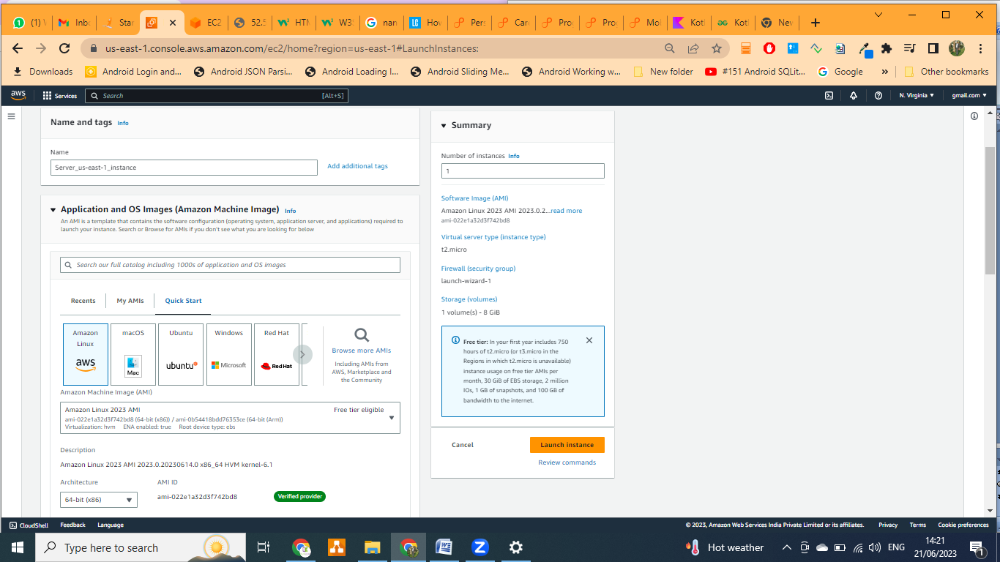 1
(1) W
Inbo
Star
EC2
52.5
HTM
W3S
nan
How
Pers
Care
Prod
Prog
Mol
Kotl
Kotl
New
us-east-1.console.aws.amazon.com/ec2/home?region=us-east-1#LaunchInstances:
Downloads
Android Login and...
Android JSON Parsi...
Android Loading I...
Android Sliding Me...
Android Working w...
New folder
#151 Android SQLit...
Google
»
Other bookmarks
aws
Services
Search
[Alt+S]
N. Virginia
gmail.com
Name and tags Info
Name
Server_us-east-1_instance
Add additional tags
Application and OS Images (Amazon Machine Image) Info
An AMI is a template that contains the software configuration (operating system, application server, and applications) required to
launch your instance. Search or Browse for AMIs if you don't see what you are looking for below
Search our full catalog including 1000s of application and OS images
Recents
My AMIs
Quick Start
Amazon
Linux
aws
macOS
Mac
Ubuntu
ubuntu
Windows
Microsoft
Red Hat
Red Hat
Browse more AMIs
Including AMIs from
AWS, Marketplace and
the Community
Amazon Machine Image (AMI)
Amazon Linux 2023 AMI
Free tier eligible
ami-022e1a32d3f742bd8 (64-bit (x86)) / ami-0b54418bdd76353ce (64-bit (Arm))
Virtualization: hvm ENA enabled: true Root device type: ebs
Description
Amazon Linux 2023 AMI 2023.0.20230614.0 x86_64 HVM kernel-6.1
Architecture
64-bit (x86)
AMI ID
ami-022e1a32d3f742bd8
Verified provider
Summary
Number of instances Info
1
Software Image (AMI)
Amazon Linux 2023 AMI 2023.0.2...read more
ami-022e1a32d3f742bd8
Virtual server type (instance type)
t2.micro
Firewall (security group)
launch-wizard-1
Storage (volumes)
1 volume(s) - 8 GiB
Free tier: In your first year includes 750
hours of t2.micro (or t3.micro in the
Regions in which t2.micro is unavailable)
instance usage on free tier AMIs per
month, 30 GiB of EBS storage, 2 million
IOs, 1 GB of snapshots, and 100 GB of
bandwidth to the internet.
Cancel
Launch instance
Review commands
CloudShell
Feedback
Language
© 2023, Amazon Web Services India Private Limited or its affiliates.
Privacy
Terms
Cookie preferences
Type here to search
Hot weather
ENG
14:21
21/06/2023
1